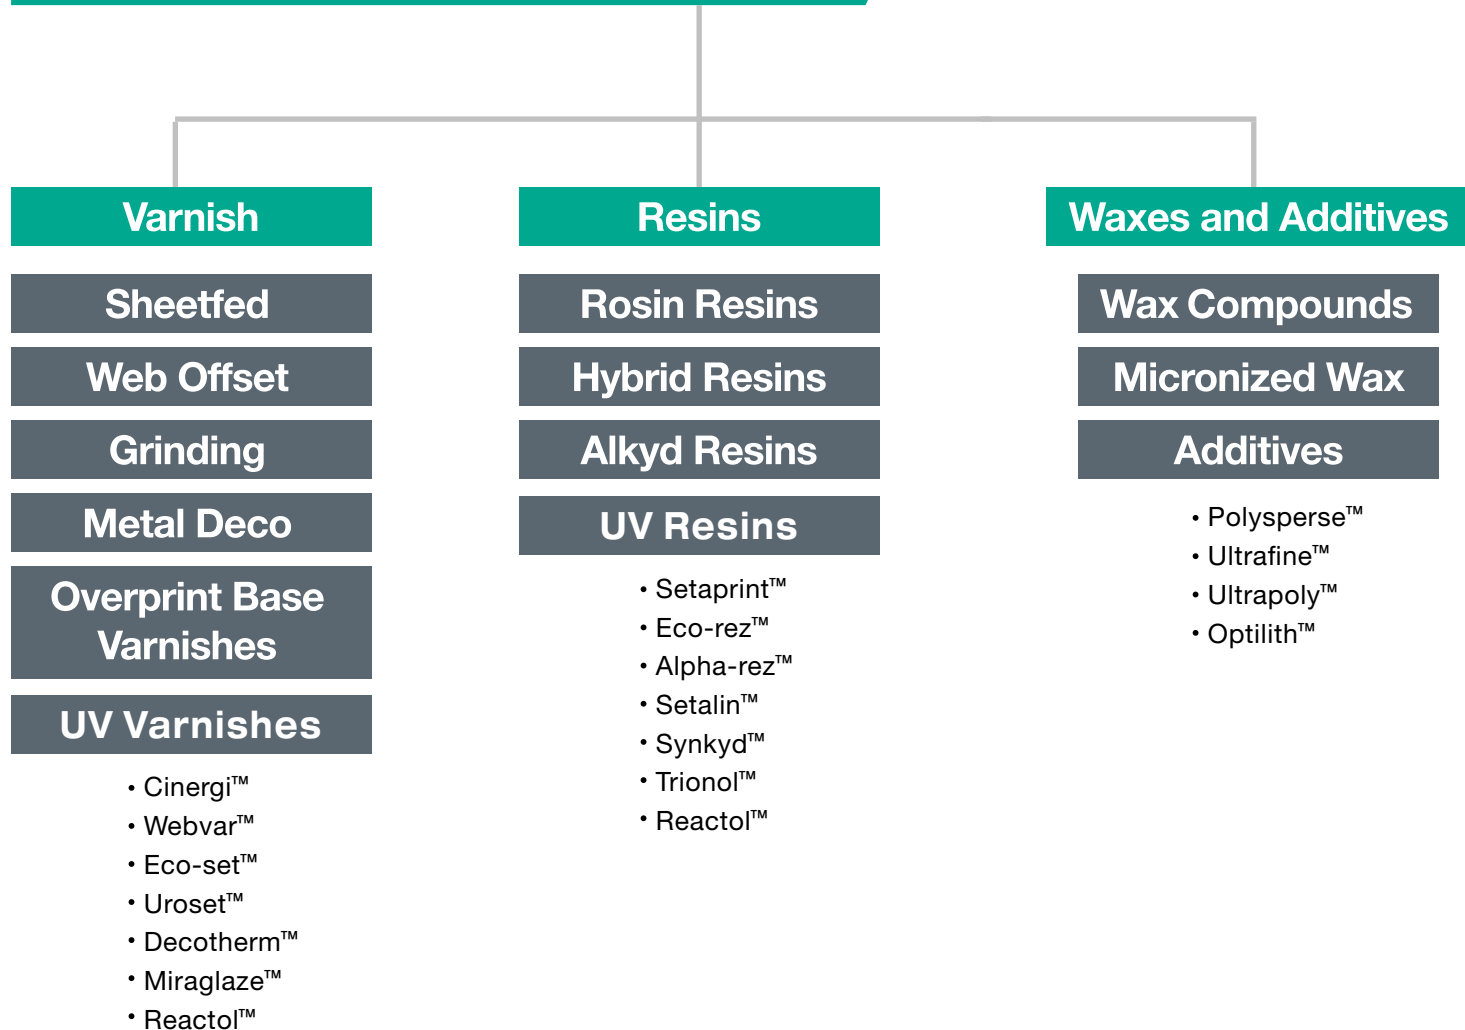 Varnish
Sheetfed
Web Offset
Grinding
Metal Deco
Overprint Base
Varnishes
UV Varnishes
• Cinergi™
• Webvar™
• Eco-set™
• Uroset™
• Decotherm™
• Miraglaze™
• Reactol™
Resins
Rosin Resins
Hybrid Resins
Alkyd Resins
UV Resins
• Setaprint™
• Eco-rez™
• Alpha-rez™
• Setalin™
• Synkyd™
• Trionol™
• Reactol™
Waxes and Additives
Wax Compounds
Micronized Wax
Additives
• Polysperse™
• Ultrafine™
• Ultrapoly™
• Optilith™